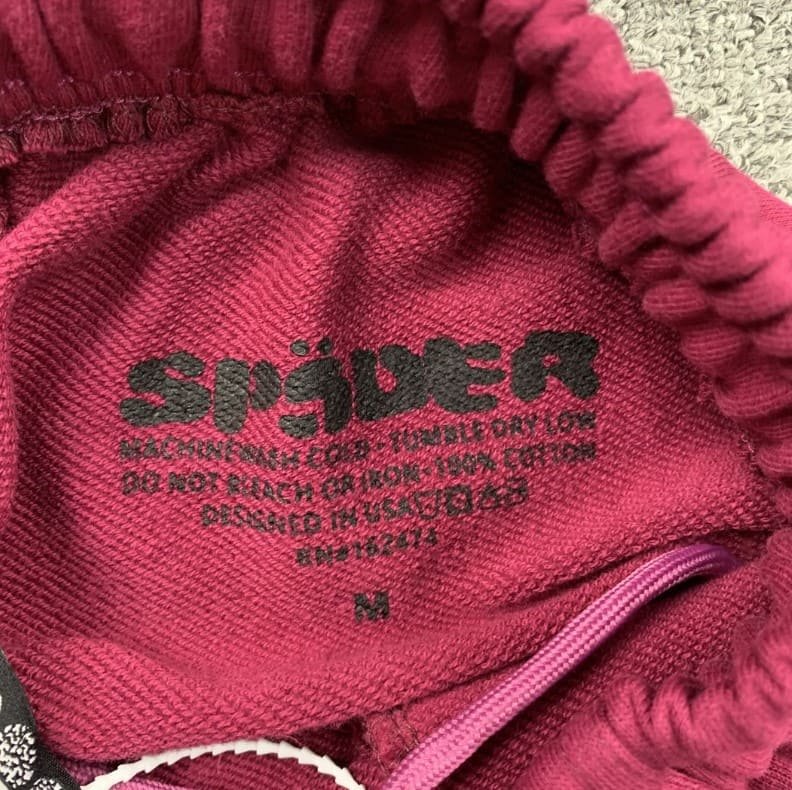 SP5DER
MACHINE WASH COLD - TUMBLE DRY LOW
DO NOT BLEACH OR IRON - 100% COTTON
DESIGNED IN USA
RN#162474
M